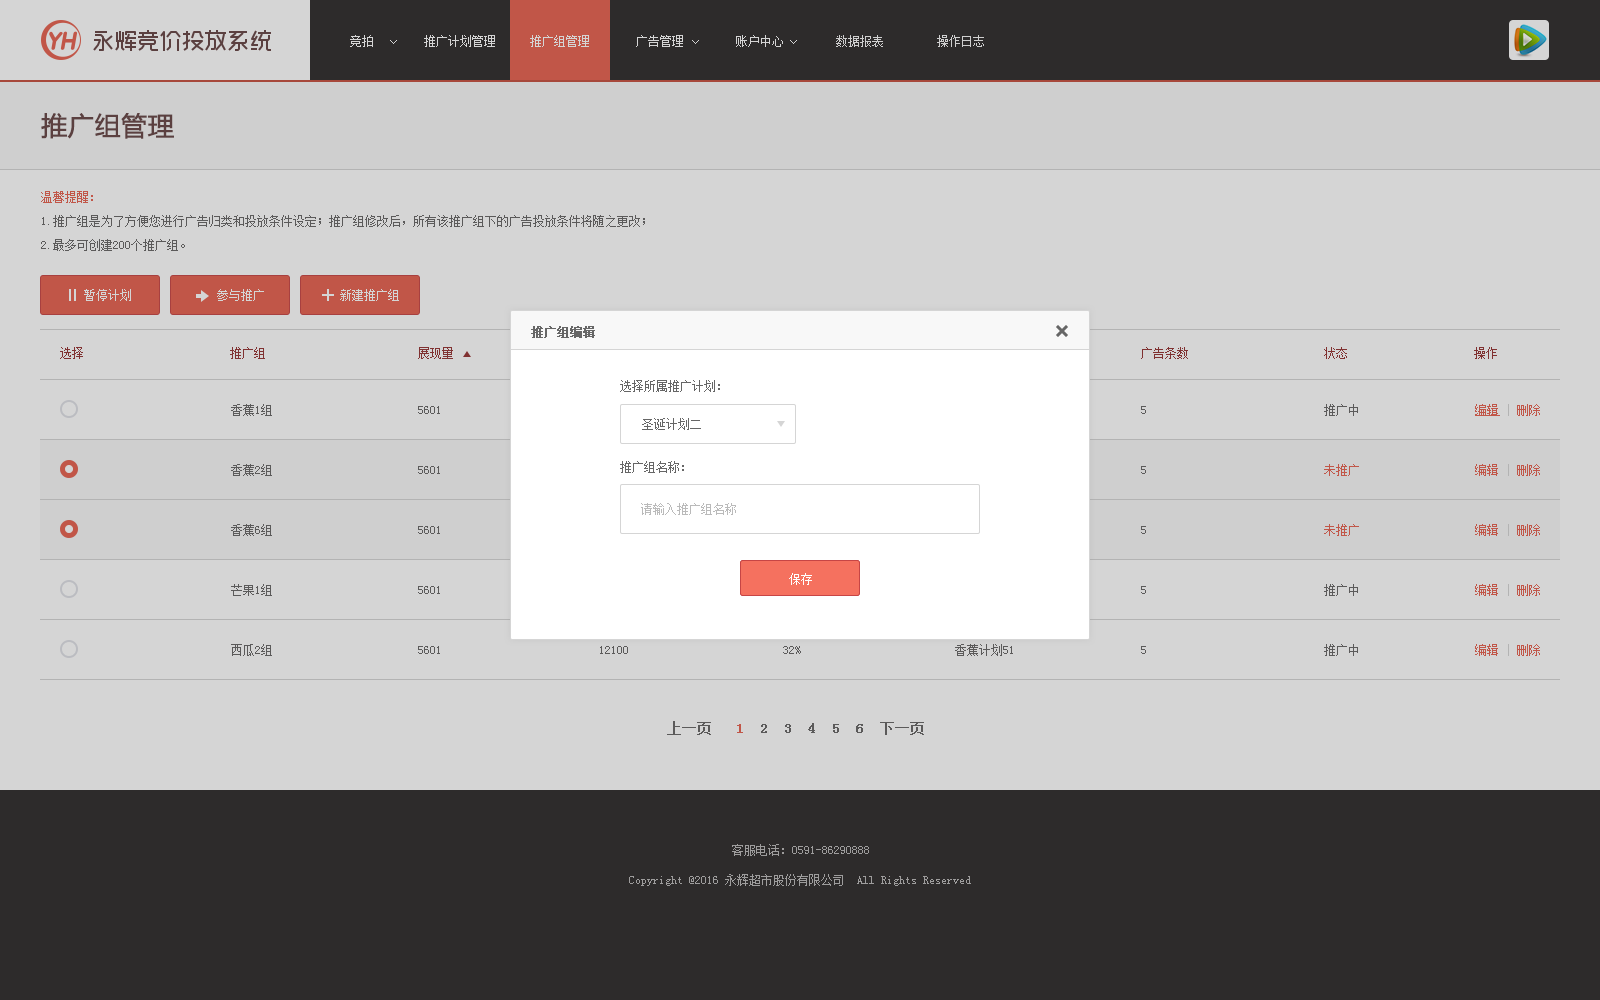 YH 永辉竞价投放系统
竞拍 推广计划管理 推广组管理 广告管理 账户中心 数据报表 操作日志
推广组管理
温馨提醒：
1.推广组是为了方便您进行广告归类和投放条件设定；推广组修改后，所有该推广组下的广告投放条件将随之更改；
2.最多可创建200个推广组。
暂停计划 参与推广 新建推广组
选择 推广组 展现量 广告条数 状态 操作
香蕉1组 5601 5 推广中 编辑 删除
香蕉2组 5601 5 未推广 编辑 删除
香蕉6组 5601 5 未推广 编辑 删除
芒果1组 5601 5 推广中 编辑 删除
西瓜2组 5601 12100 32% 香蕉计划51 5 推广中 编辑 删除
推广组编辑
选择所属推广计划：
圣诞计划二
推广组名称：
请输入推广组名称
保存
上一页 1 2 3 4 5 6 下一页
客服电话：0591-86290888
Copyright @2016 永辉超市股份有限公司 All Rights Reserved